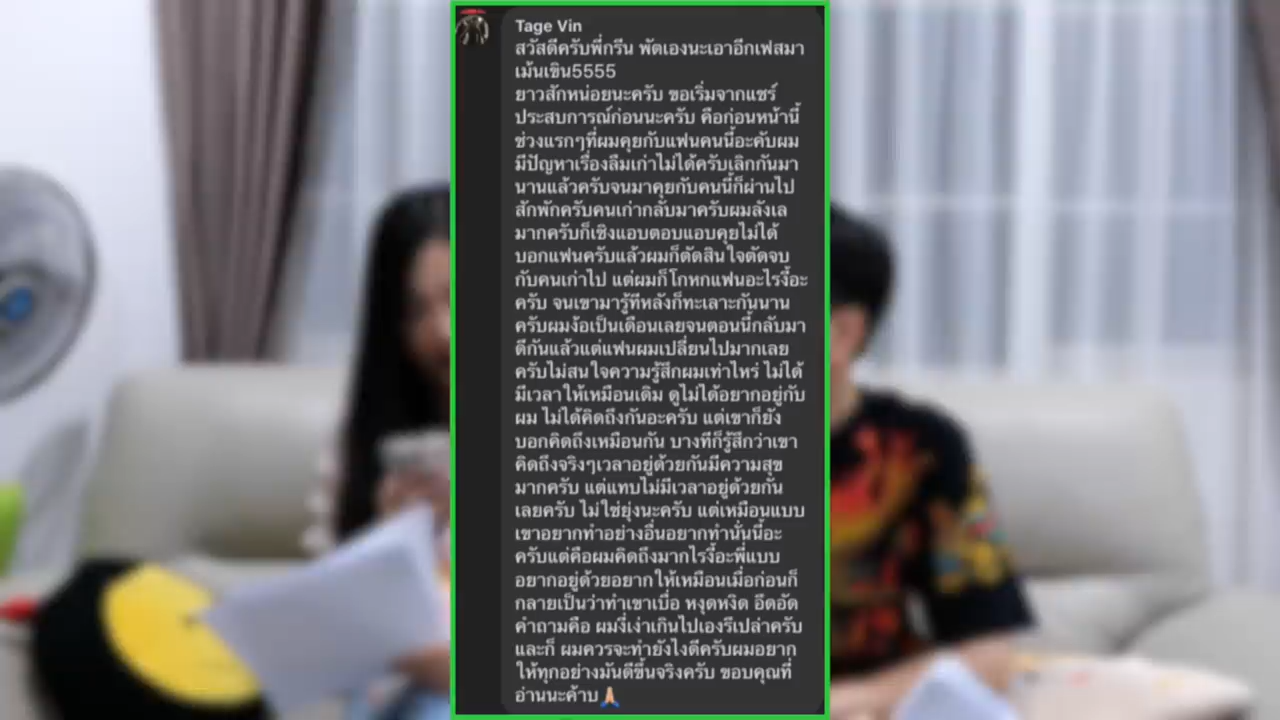 Tage Vin
สวัสดีครับพี่กรีน พัตเองนะเอาอีกเฟสมา
เม้นเขิน5555
ยาวสักหน่อยนะครับ ขอเริ่มจากแชร์
ประสบการณ์ก่อนนะครับ คือก่อนหน้านี้
ช่วงแรกๆที่ผมคุยกับแฟนคนนี้อะคับผม
มีปัญหาเรื่องลืมเก่าไม่ได้ครับเลิกกันมา
นานแล้วครับจนมาคุยกับคนนี้ก็ผ่านไป
สักพักครับคนเก่ากลับมาครับผมลังเล
มากครับก็เชิงแอบตอบแอบคุยไม่ได้
บอกแฟนครับแล้วผมก็ตัดสินใจตัดจบ
กับคนเก่าไป แต่ผมก็โกหกแฟนอะไรงี้อะ
ครับ จนเขามารู้ทีหลังก็ทะเลาะกันนาน
ครับผมง้อเป็นเดือนเลยจนตอนนี้กลับมา
ดีกันแล้วแต่แฟนผมเปลี่ยนไปมากเลย
ครับไม่สนใจความรู้สึกผมเท่าไหร่ ไม่ได้
มีเวลาให้เหมือนเดิม ดูไม่ได้อยากอยู่กับ
ผม ไม่ได้คิดถึงกันอะครับ แต่เขาก็ยัง
บอกคิดถึงเหมือนกัน บางทีก็รู้สึกว่าเขา
คิดถึงจริงๆเวลาอยู่ด้วยกันมีความสุข
มากครับ แต่แทบไม่มีเวลาอยู่ด้วยกัน
เลยครับ ไม่ใช่ยุ่งนะครับ แต่เหมือนแบบ
เขาอยากทำอย่างอื่นอยากทำนั่นนี้อะ
ครับแต่คือผมคิดถึงมากไรงี้อะพี่แบบ
อยากอยู่ด้วยอยากให้เหมือนเมื่อก่อนก็
กลายเป็นว่าทำเขาเบื่อ หงุดหงิด อึดอัด
คำถามคือ ผมงี่เง่าเกินไปเองรึเปล่าครับ
และก็ ผมควรจะทำยังไงดีครับผมอยาก
ให้ทุกอย่างมันดีขึ้นจริงครับ ขอบคุณที่
อ่านนะค้าบ🙏🏻